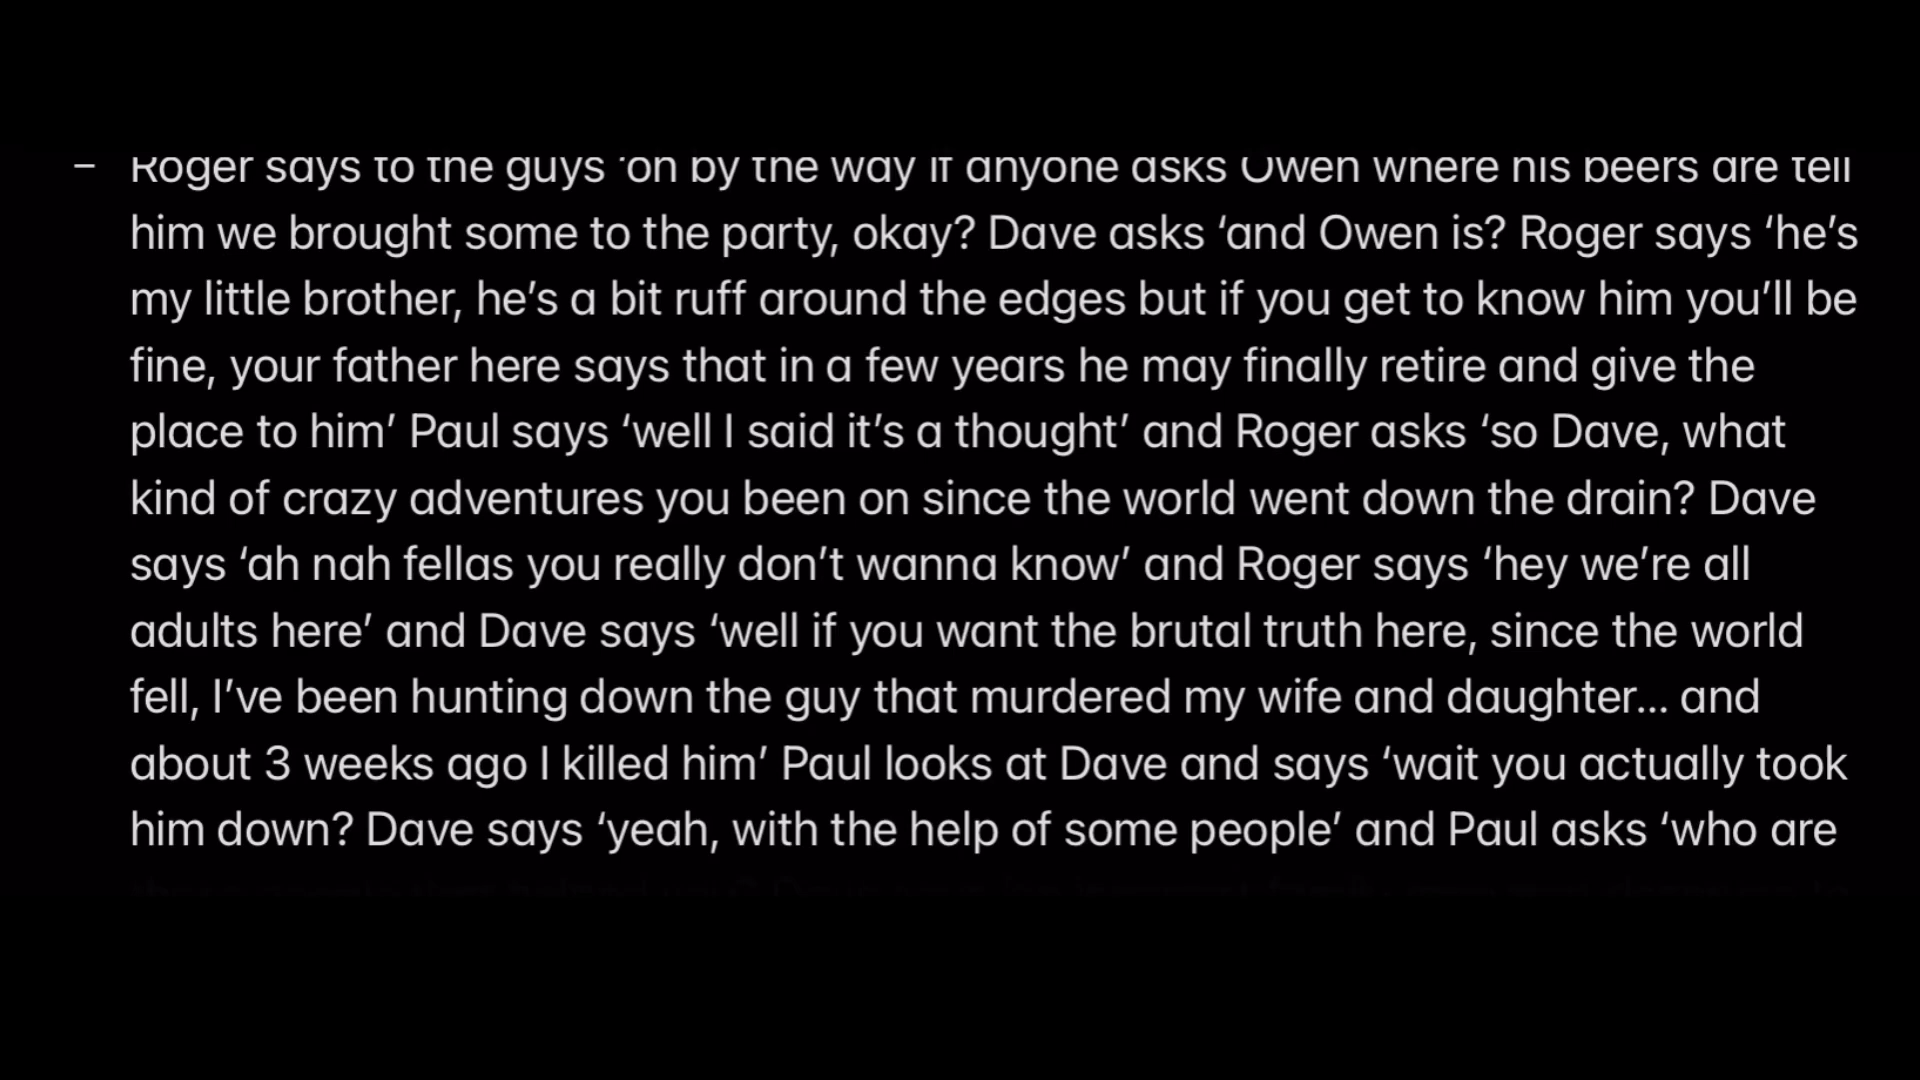 – Roger says to the guys ‘oh by the way if anyone asks Owen where his beers are tell
him we brought some to the party, okay? Dave asks ‘and Owen is? Roger says ‘he’s
my little brother, he’s a bit ruff around the edges but if you get to know him you’ll be
fine, your father here says that in a few years he may finally retire and give the
place to him’ Paul says ‘well I said it’s a thought’ and Roger asks ‘so Dave, what
kind of crazy adventures you been on since the world went down the drain? Dave
says ‘ah nah fellas you really don’t wanna know’ and Roger says ‘hey we’re all
adults here’ and Dave says ‘well if you want the brutal truth here, since the world
fell, I’ve been hunting down the guy that murdered my wife and daughter... and
about 3 weeks ago I killed him’ Paul looks at Dave and says ‘wait you actually took
him down? Dave says ‘yeah, with the help of some people’ and Paul asks ‘who are